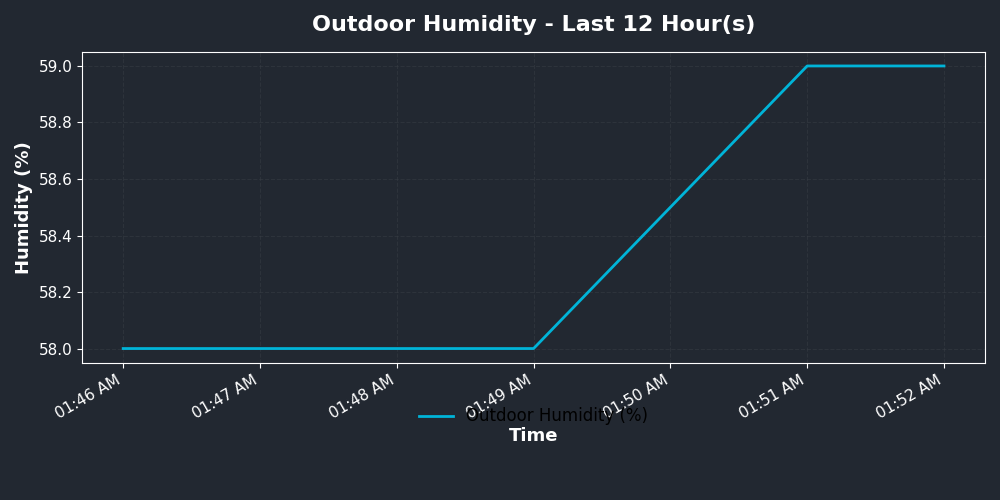 Outdoor Humidity - Last 12 Hour(s)
Humidity (%)
59.0
58.8
58.6
58.4
58.2
58.0
01:46 AM
01:47 AM
01:48 AM
01:49 AM
01:50 AM
01:51 AM
01:52 AM
Outdoor Humidity (%)
Time